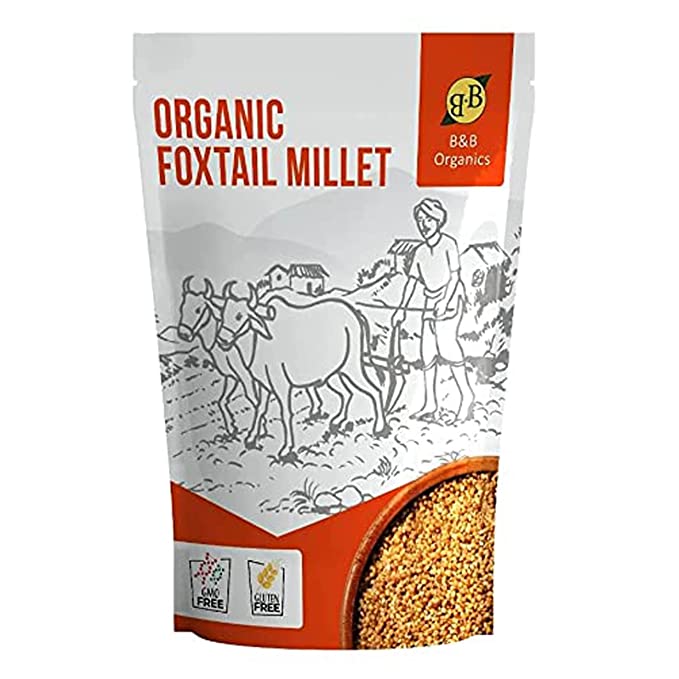 ORGANIC
FOXTAIL MILLET
B·B
B&B
Organics
GMO
FREE
GLUTEN
FREE